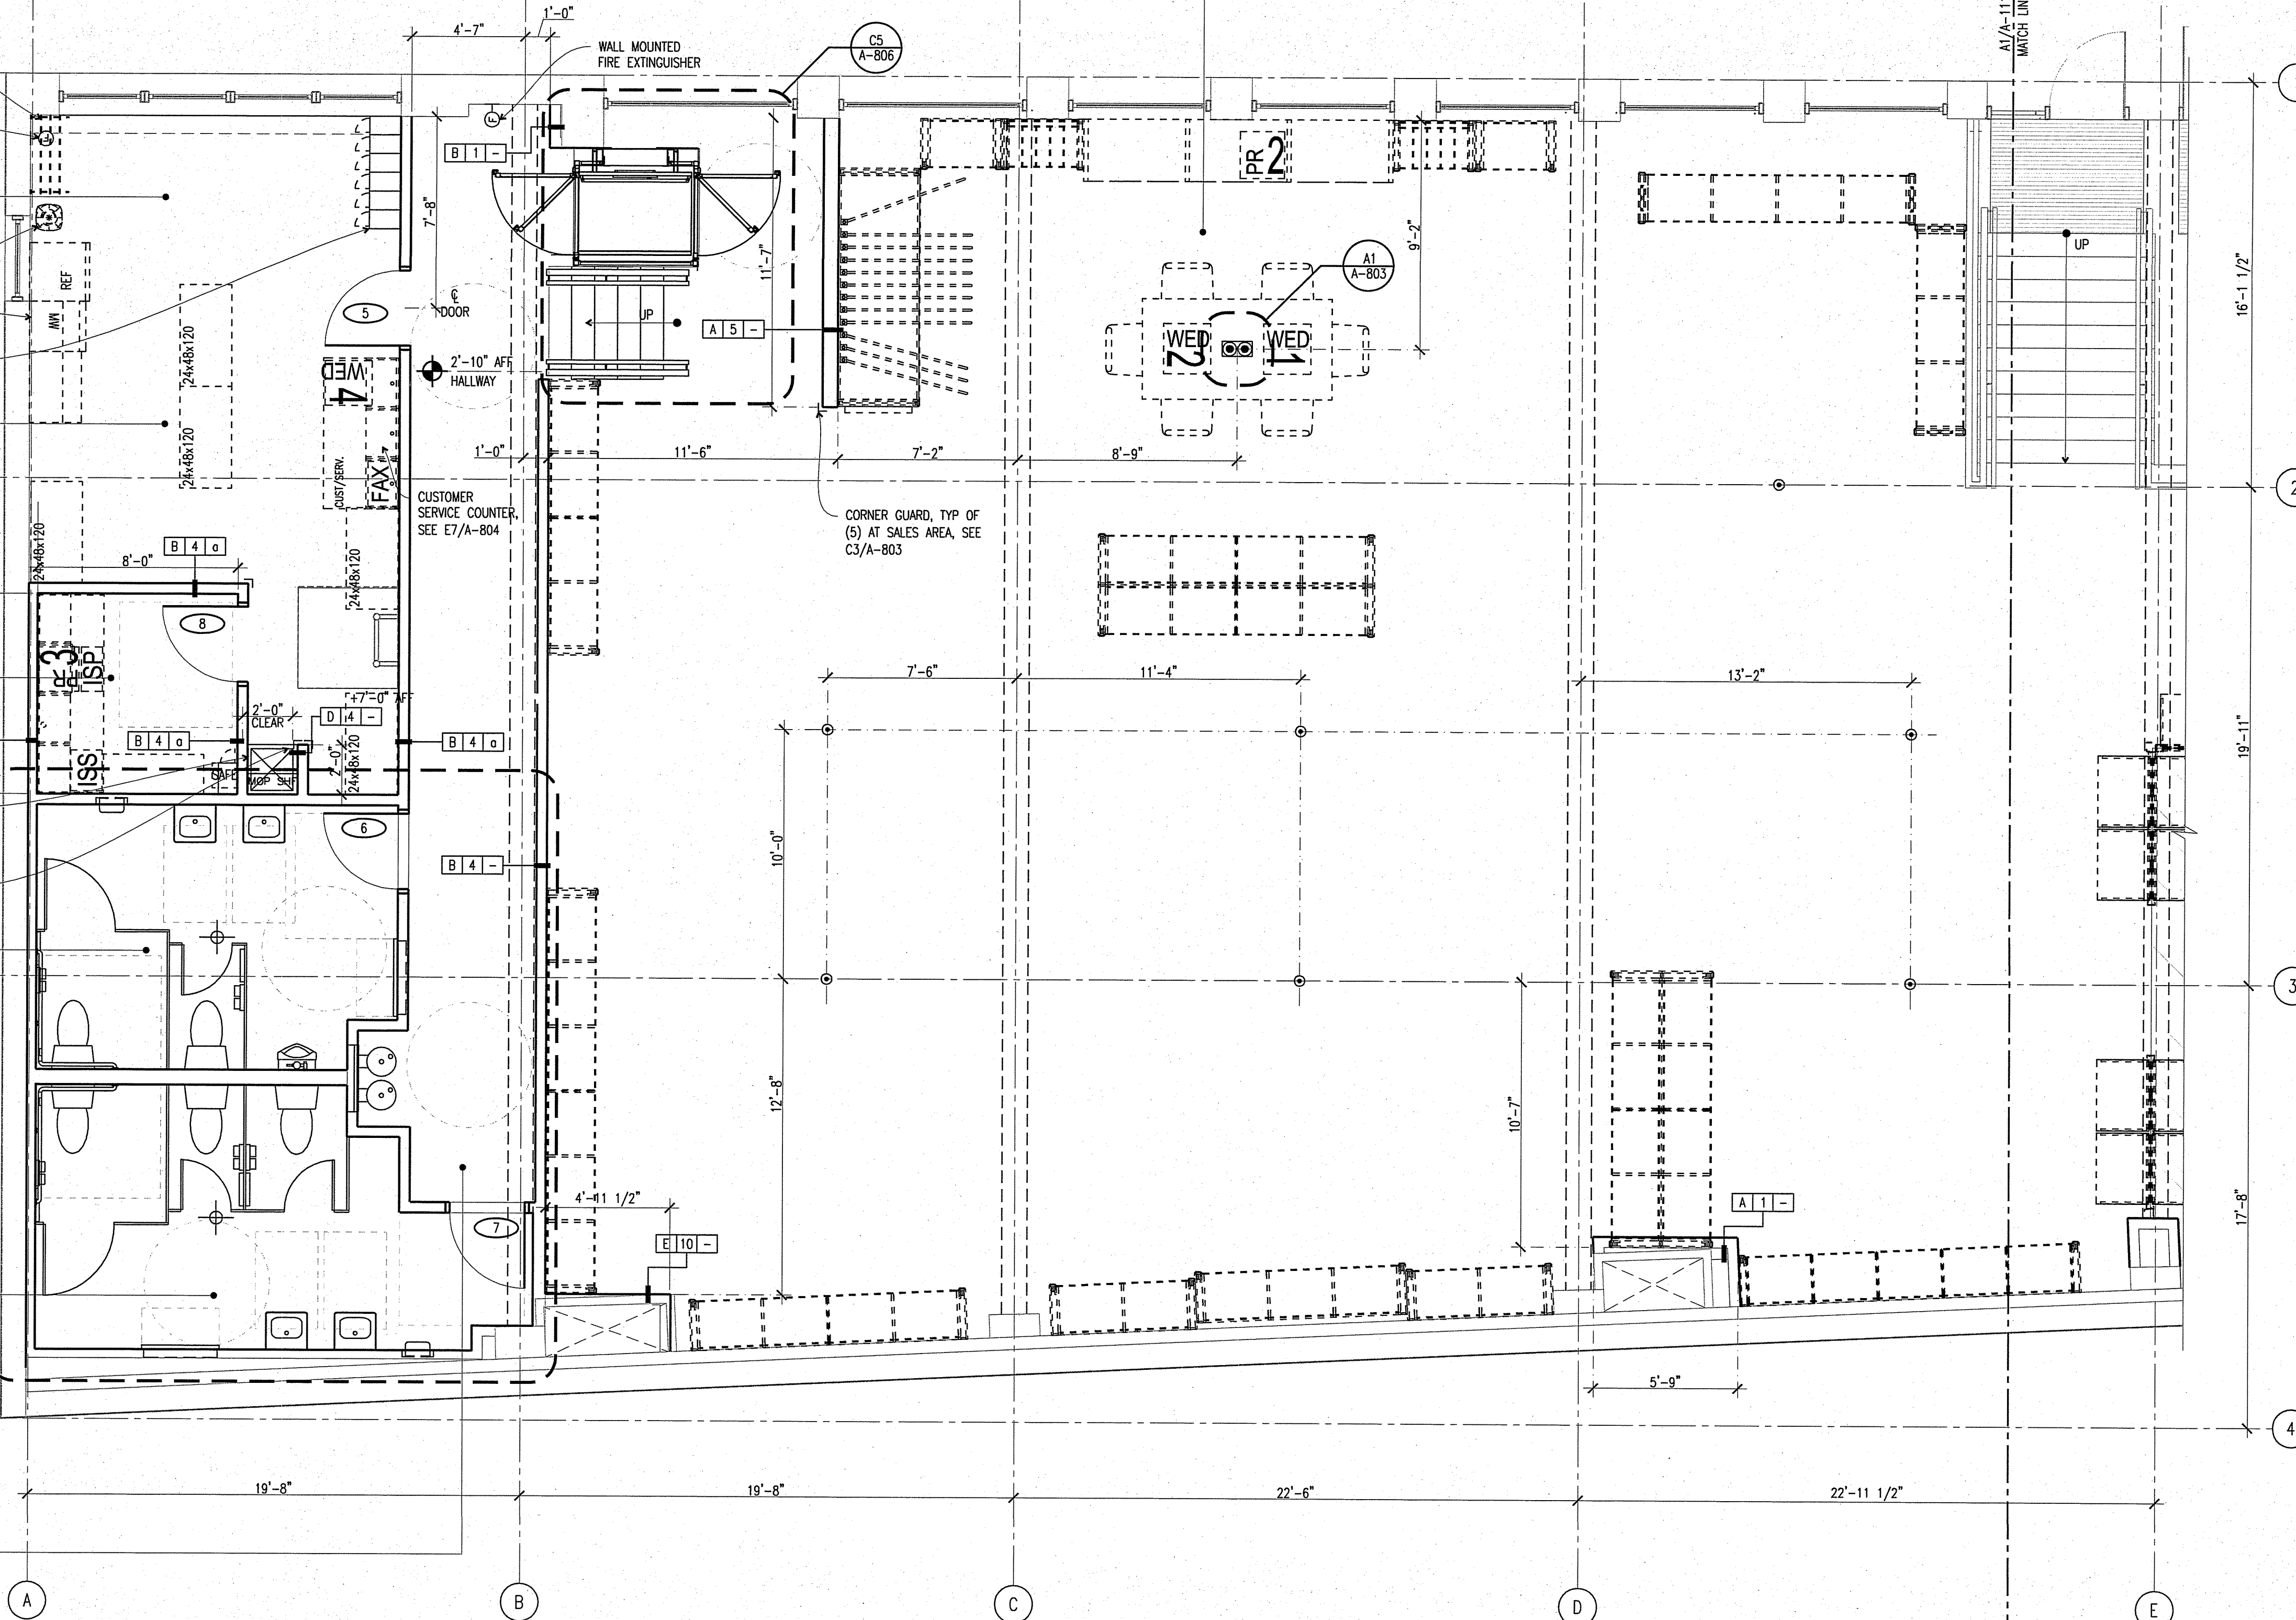 4'-7"
1'-0"
WALL MOUNTED
FIRE EXTINGUISHER
C5
A-806
MATCH LIN
F
B 1 -
PR 2
REF
MW
5
℄
DOOR
7'-8"
11'-7"
UP
A 5 -
A1
A-803
9'-2"
WED 2
WED 1
UP
16'-1 1/2"
24x48x120
24x48x120
WED 4
2'-10" AFF
HALLWAY
1'-0"
11'-6"
7'-2"
8'-9"
CUST/SERV.
FAX
CUSTOMER
SERVICE COUNTER,
SEE E7/A-804
CORNER GUARD, TYP OF
(5) AT SALES AREA, SEE
C3/A-803
2
24x48x120
B 4 a
8'-0"
24x48x120
8
3
ISP
7'-6"
11'-4"
13'-2"
+7'-0" AFF
2'-0"
CLEAR
D 4 -
B 4 a
B 4 a
2'-0"
24x48x120
ISS
SAFE
MOP SH
19'-11"
6
B 4 -
10'-0"
3
12'-8"
10'-7"
4'-11 1/2"
A 1 -
7
E 10 -
17'-8"
5'-9"
4
19'-8"
19'-8"
22'-6"
22'-11 1/2"
A
B
C
D
E